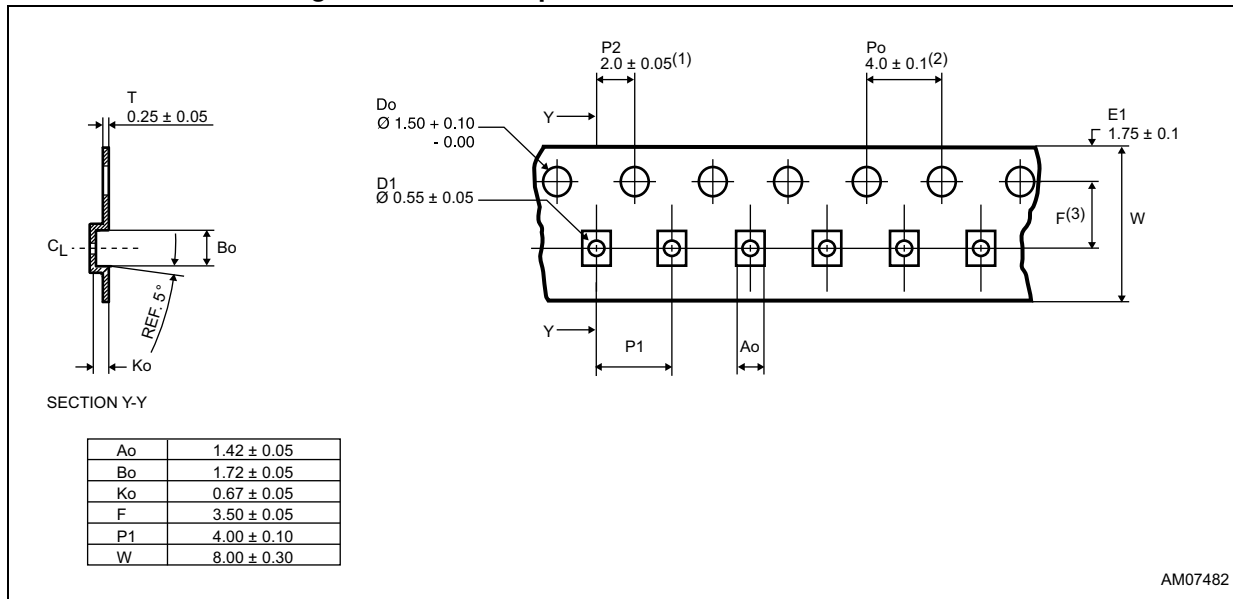 P2
2.0 ± 0.05(1)
Po
4.0 ± 0.1(2)
T
0.25 ± 0.05
Do
Ø 1.50 + 0.10
- 0.00
Y
E1
1.75 ± 0.1
D1
Ø 0.55 ± 0.05
F(3)
W
CL
Bo
REF. 5°
Ko
Y
P1
Ao
SECTION Y-Y
Ao 1.42 ± 0.05
Bo 1.72 ± 0.05
Ko 0.67 ± 0.05
F 3.50 ± 0.05
P1 4.00 ± 0.10
W 8.00 ± 0.30
AM07482